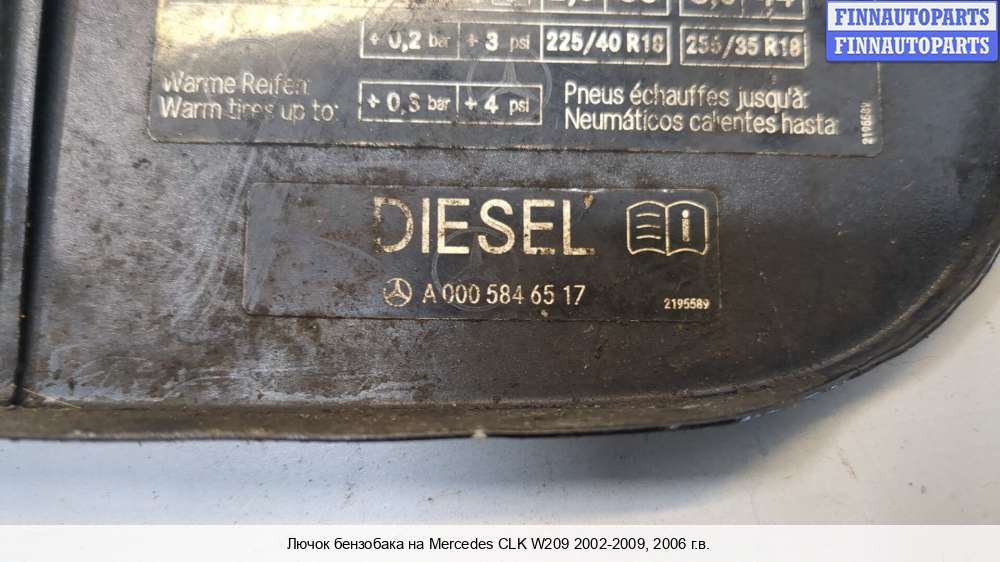 FINNAUTOPARTS
FINNAUTOPARTS
+ 0,2 bar + 3 psi 225/40 R18 255/35 R18
Warme Reifen:
Warm tires up to:
+ 0,3 bar + 4 psi
Pneus échauffes jusqu'à:
Neumáticos calientes hasta:
DIESEL
A 000 584 65 17
2195589
Лючок бензобака на Mercedes CLK W209 2002-2009, 2006 г.в.